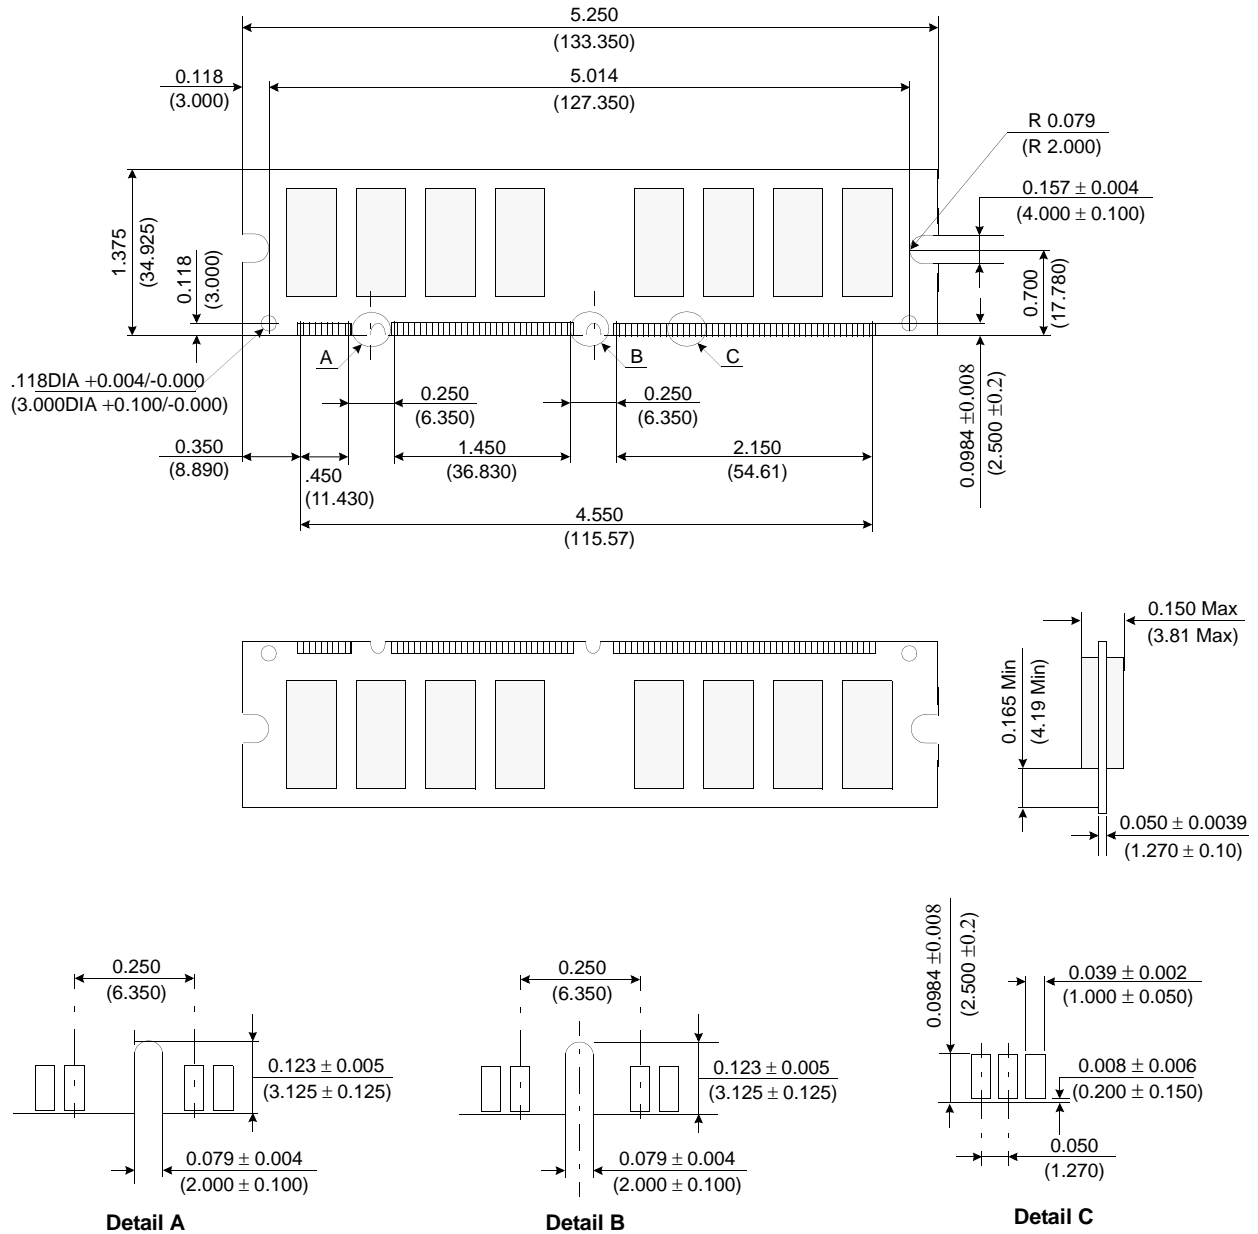 5.250
(133.350)
0.118
(3.000)
5.014
(127.350)
R 0.079
(R 2.000)
0.157 ± 0.004
(4.000 ± 0.100)
1.375
(34.925)
0.118
(3.000)
0.700
(17.780)
A
B
C
.118DIA +0.004/-0.000
(3.000DIA +0.100/-0.000)
0.250
(6.350)
0.250
(6.350)
0.0984 ±0.008
(2.500 ±0.2)
0.350
(8.890)
.450
(11.430)
1.450
(36.830)
2.150
(54.61)
4.550
(115.57)
0.150 Max
(3.81 Max)
0.165 Min
(4.19 Min)
0.050 ± 0.0039
(1.270 ± 0.10)
0.250
(6.350)
0.123 ± 0.005
(3.125 ± 0.125)
0.079 ± 0.004
(2.000 ± 0.100)
Detail A
0.250
(6.350)
0.123 ± 0.005
(3.125 ± 0.125)
0.079 ± 0.004
(2.000 ± 0.100)
Detail B
0.0984 ±0.008
(2.500 ±0.2)
0.039 ± 0.002
(1.000 ± 0.050)
0.008 ± 0.006
(0.200 ± 0.150)
0.050
(1.270)
Detail C